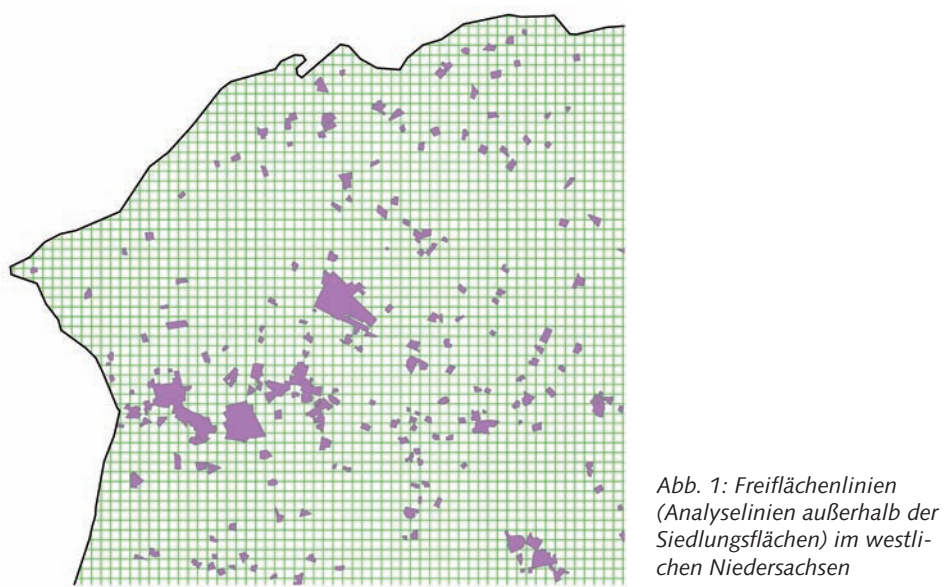 Abb. 1: Freiflächenlinien
(Analyselinien außerhalb der
Siedlungsflächen) im westli-
chen Niedersachsen